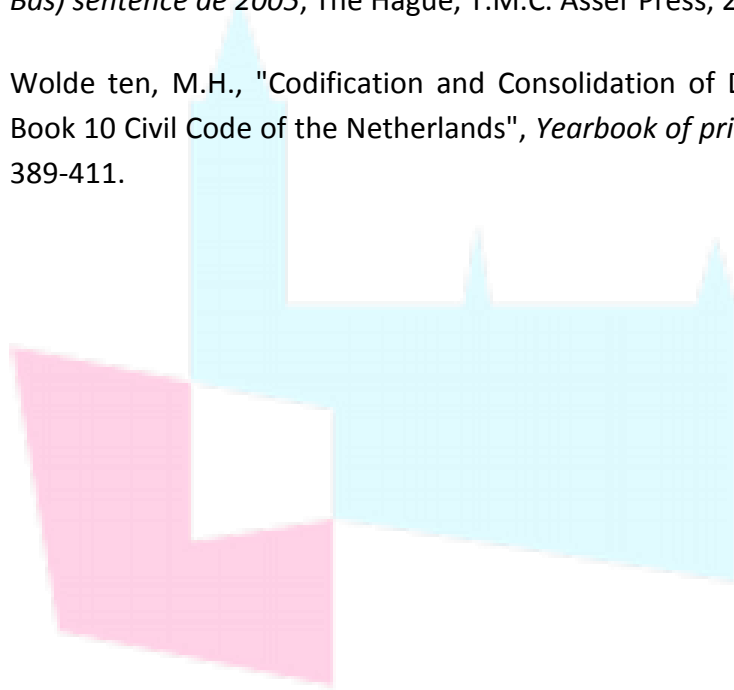 Bas) sentence de 2005, The Hague, T.M.C. Asser Press, 2
Wolde ten, M.H., "Codification and Consolidation of D
Book 10 Civil Code of the Netherlands", Yearbook of pri
389-411.